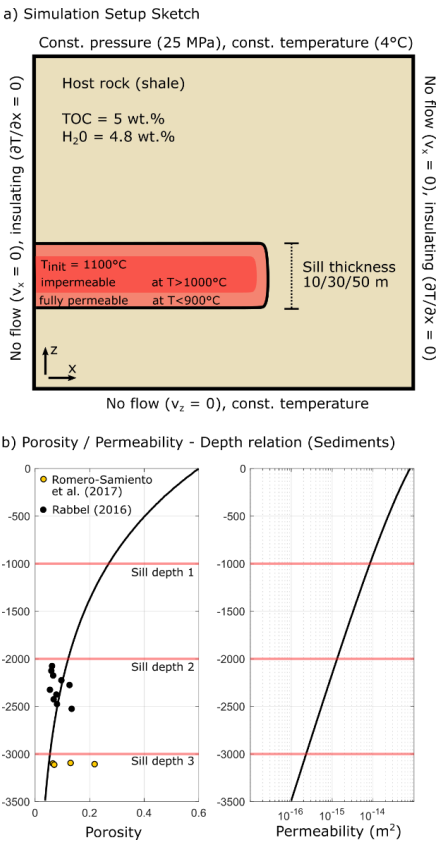 a) Simulation Setup Sketch
Const. pressure (25 MPa), const. temperature (4°C)
No flow (vₓ = 0), insulating (∂T/∂x = 0)
Host rock (shale)
TOC = 5 wt.%
H₂0 = 4.8 wt.%
T_init = 1100°C
impermeable at T>1000°C
fully permeable at T<900°C
Sill thickness
10/30/50 m
z
x
No flow (vₓ = 0), insulating (∂T/∂x = 0)
No flow (v_z = 0), const. temperature
b) Porosity / Permeability - Depth relation (Sediments)
Romero-Samiento
et al. (2017)
Rabbel (2016)
Sill depth 1
Sill depth 2
Sill depth 3
0
-500
-1000
-1500
-2000
-2500
-3000
-3500
0 0.2 0.4 0.6
Porosity
0
-500
-1000
-1500
-2000
-2500
-3000
-3500
10⁻¹⁶ 10⁻¹⁵ 10⁻¹⁴
Permeability (m²)